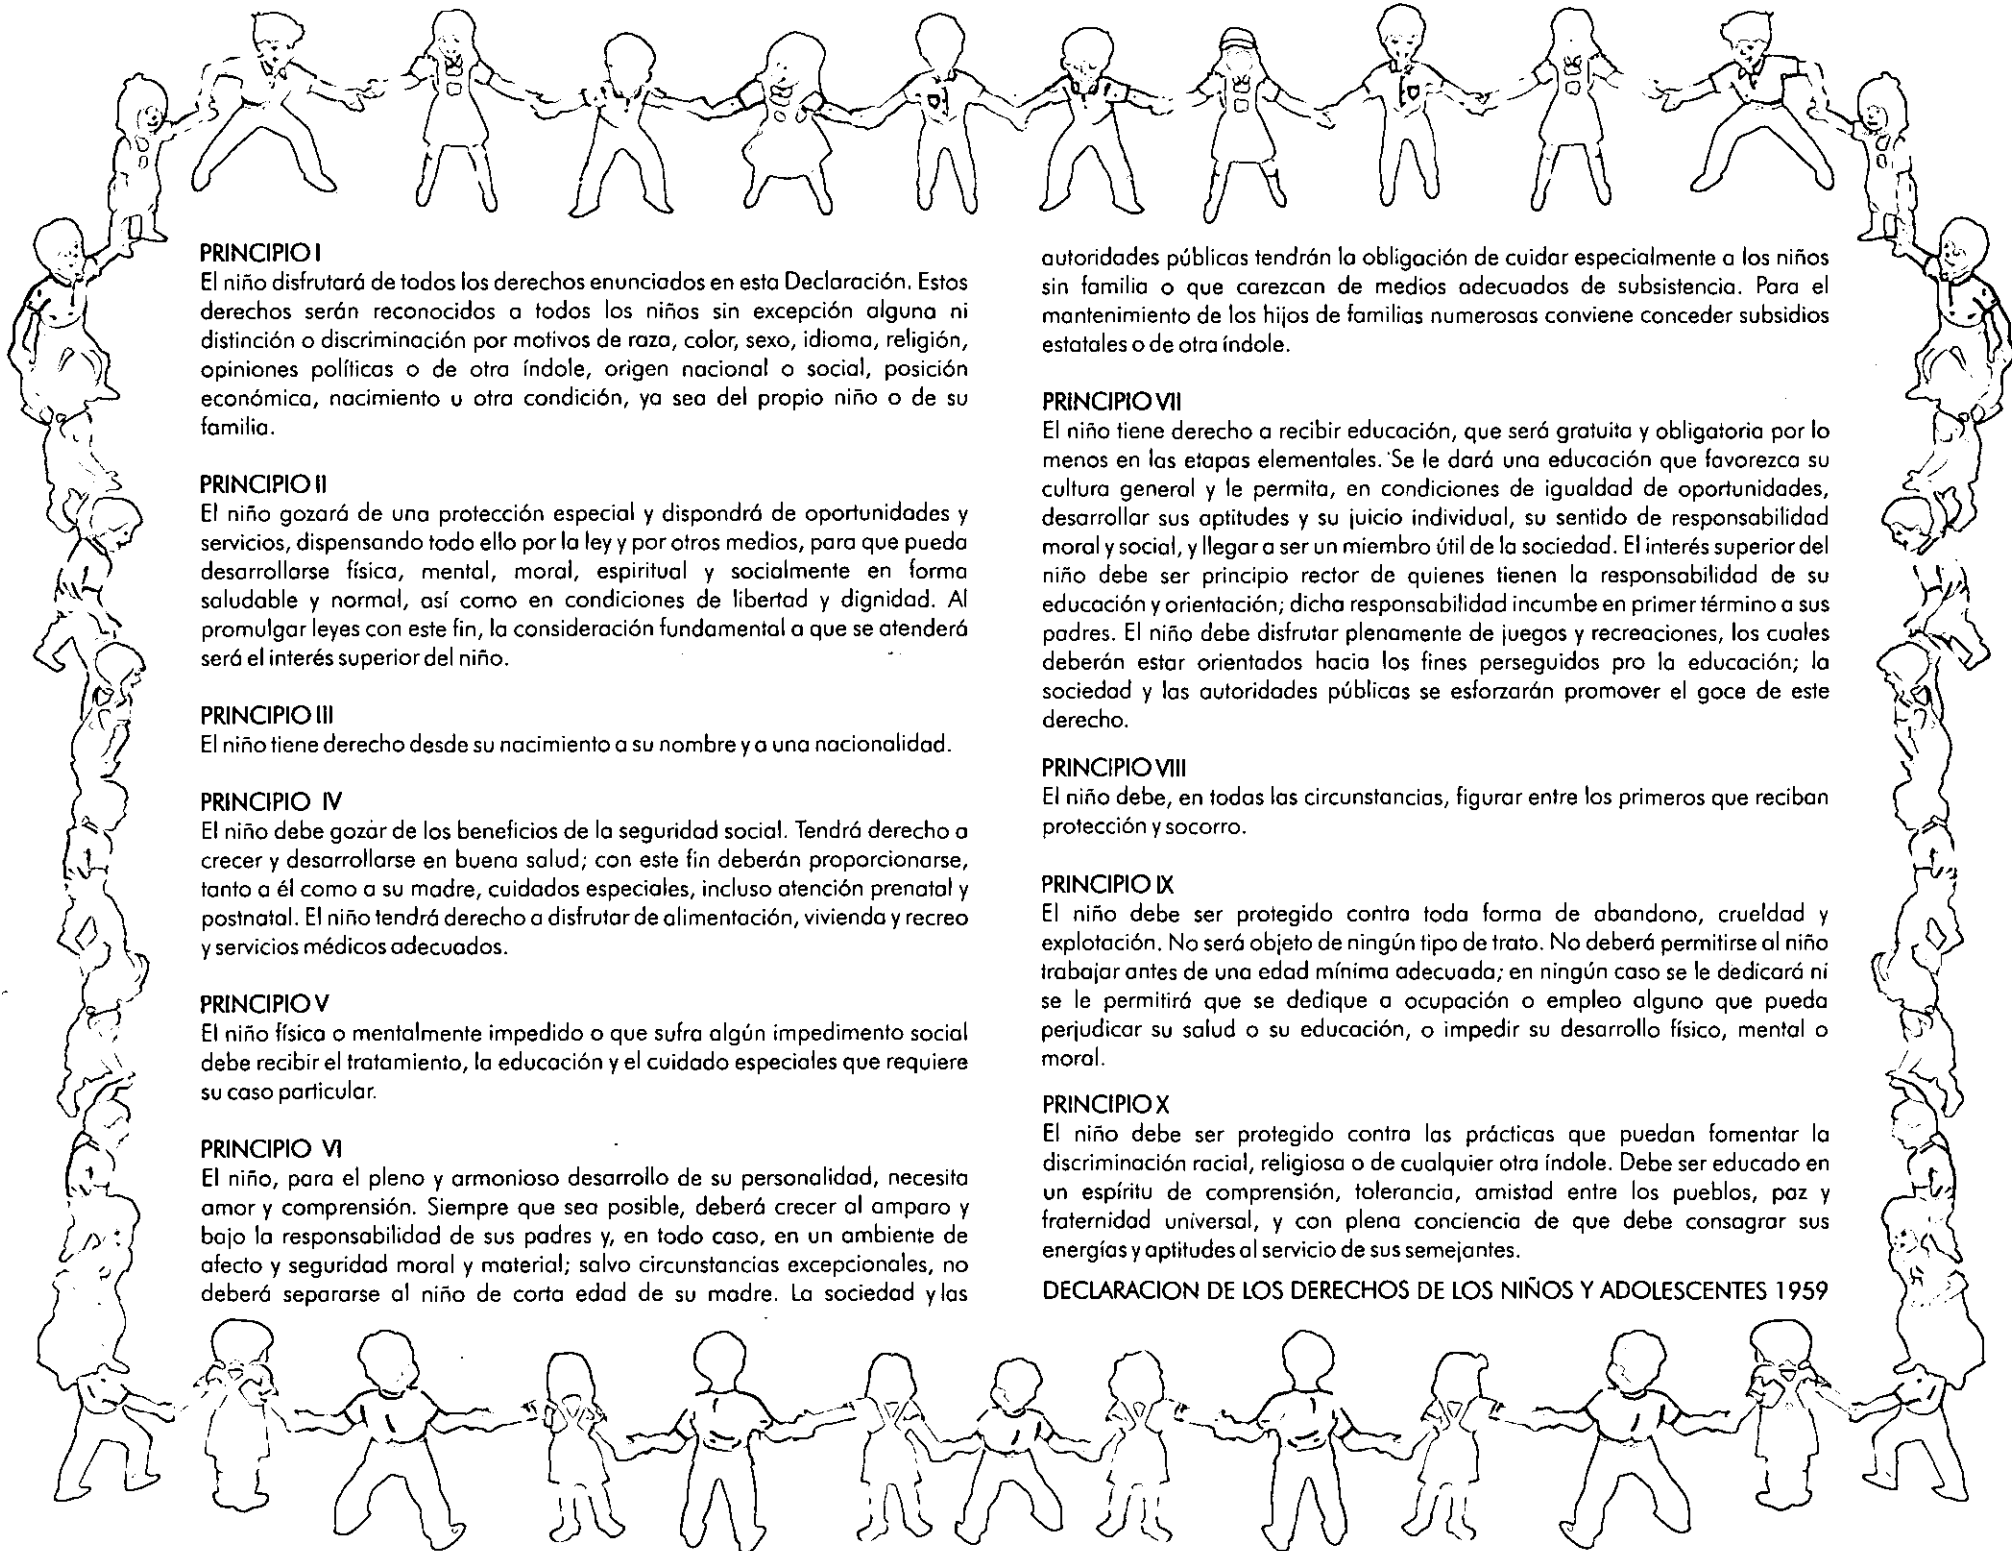 PRINCIPIO I
El niño disfrutará de todos los derechos enunciados en esta Declaración. Estos
derechos serán reconocidos a todos los niños sin excepción alguna ni
distinción o discriminación por motivos de raza, color, sexo, idioma, religión,
opiniones políticas o de otra índole, origen nacional o social, posición
económica, nacimiento u otra condición, ya sea del propio niño o de su
familia.
PRINCIPIO II
El niño gozará de una protección especial y dispondrá de oportunidades y
servicios, dispensando todo ello por la ley y por otros medios, para que pueda
desarrollarse física, mental, moral, espiritual y socialmente en forma
saludable y normal, así como en condiciones de libertad y dignidad. Al
promulgar leyes con este fin, la consideración fundamental a que se atenderá
será el interés superior del niño.
PRINCIPIO III
El niño tiene derecho desde su nacimiento a su nombre y a una nacionalidad.
PRINCIPIO IV
El niño debe gozar de los beneficios de la seguridad social. Tendrá derecho a
crecer y desarrollarse en buena salud; con este fin deberán proporcionarse,
tanto a él como a su madre, cuidados especiales, incluso atención prenatal y
postnatal. El niño tendrá derecho a disfrutar de alimentación, vivienda y recreo
y servicios médicos adecuados.
PRINCIPIO V
El niño física o mentalmente impedido o que sufra algún impedimento social
debe recibir el tratamiento, la educación y el cuidado especiales que requiere
su caso particular.
PRINCIPIO VI
El niño, para el pleno y armonioso desarrollo de su personalidad, necesita
amor y comprensión. Siempre que sea posible, deberá crecer al amparo y
bajo la responsabilidad de sus padres y, en todo caso, en un ambiente de
afecto y seguridad moral y material; salvo circunstancias excepcionales, no
deberá separarse al niño de corta edad de su madre. La sociedad y las
autoridades públicas tendrán la obligación de cuidar especialmente a los niños
sin familia o que carezcan de medios adecuados de subsistencia. Para el
mantenimiento de los hijos de familias numerosas conviene conceder subsidios
estatales o de otra índole.
PRINCIPIO VII
El niño tiene derecho a recibir educación, que será gratuita y obligatoria por lo
menos en las etapas elementales. Se le dará una educación que favorezca su
cultura general y le permita, en condiciones de igualdad de oportunidades,
desarrollar sus aptitudes y su juicio individual, su sentido de responsabilidad
moral y social, y llegar a ser un miembro útil de la sociedad. El interés superior del
niño debe ser principio rector de quienes tienen la responsabilidad de su
educación y orientación; dicha responsabilidad incumbe en primer término a sus
padres. El niño debe disfrutar plenamente de juegos y recreaciones, los cuales
deberán estar orientados hacia los fines perseguidos pro la educación; la
sociedad y las autoridades públicas se esforzarán promover el goce de este
derecho.
PRINCIPIO VIII
El niño debe, en todas las circunstancias, figurar entre los primeros que reciban
protección y socorro.
PRINCIPIO IX
El niño debe ser protegido contra toda forma de abandono, crueldad y
explotación. No será objeto de ningún tipo de trato. No deberá permitirse al niño
trabajar antes de una edad mínima adecuada; en ningún caso se le dedicará ni
se le permitirá que se dedique a ocupación o empleo alguno que pueda
perjudicar su salud o su educación, o impedir su desarrollo físico, mental o
moral.
PRINCIPIO X
El niño debe ser protegido contra las prácticas que puedan fomentar la
discriminación racial, religiosa o de cualquier otra índole. Debe ser educado en
un espíritu de comprensión, tolerancia, amistad entre los pueblos, paz y
fraternidad universal, y con plena conciencia de que debe consagrar sus
energías y aptitudes al servicio de sus semejantes.
DECLARACION DE LOS DERECHOS DE LOS NIÑOS Y ADOLESCENTES 1959